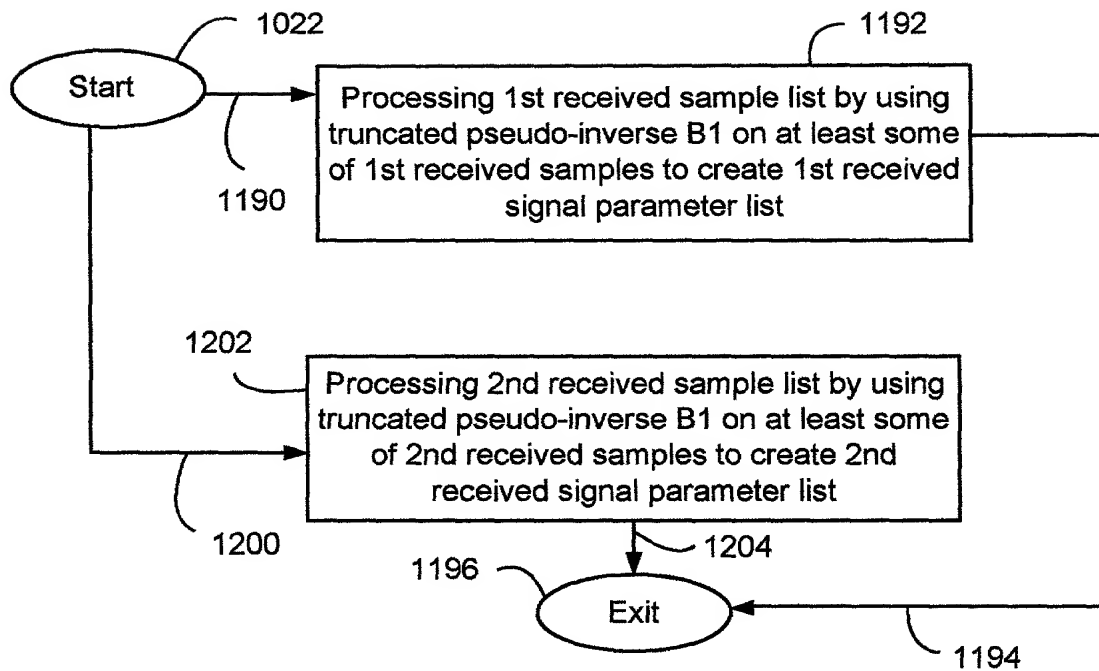 1022
1192
Start
Processing 1st received sample list by using
truncated pseudo-inverse B1 on at least some
of 1st received samples to create 1st received
signal parameter list
1190
1202
Processing 2nd received sample list by using
truncated pseudo-inverse B1 on at least some
of 2nd received samples to create 2nd
received signal parameter list
1200
1204
1196
Exit
1194